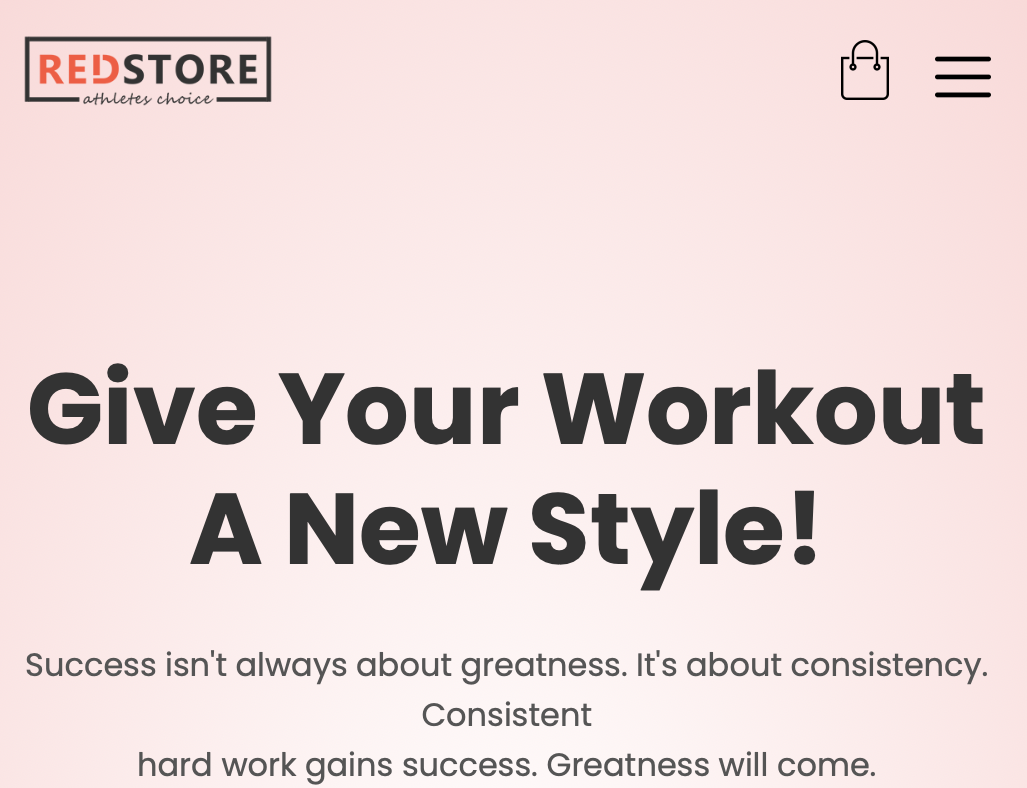 REDSTORE
athletes choice
Give Your Workout
A New Style!
Success isn't always about greatness. It's about consistency.
Consistent
hard work gains success. Greatness will come.